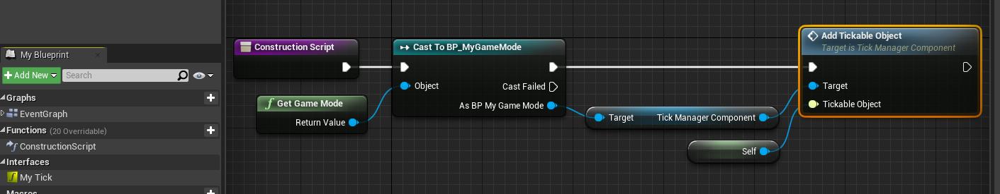 My Blueprint
Add New
Search
Graphs
EventGraph
Functions (20 Overridable)
ConstructionScript
Interfaces
My Tick
Macros
Construction Script
Get Game Mode
Return Value
Cast To BP_MyGameMode
Object
Cast Failed
As BP My Game Mode
Target Tick Manager Component
Self
Add Tickable Object
Target is Tick Manager Component
Target
Tickable Object